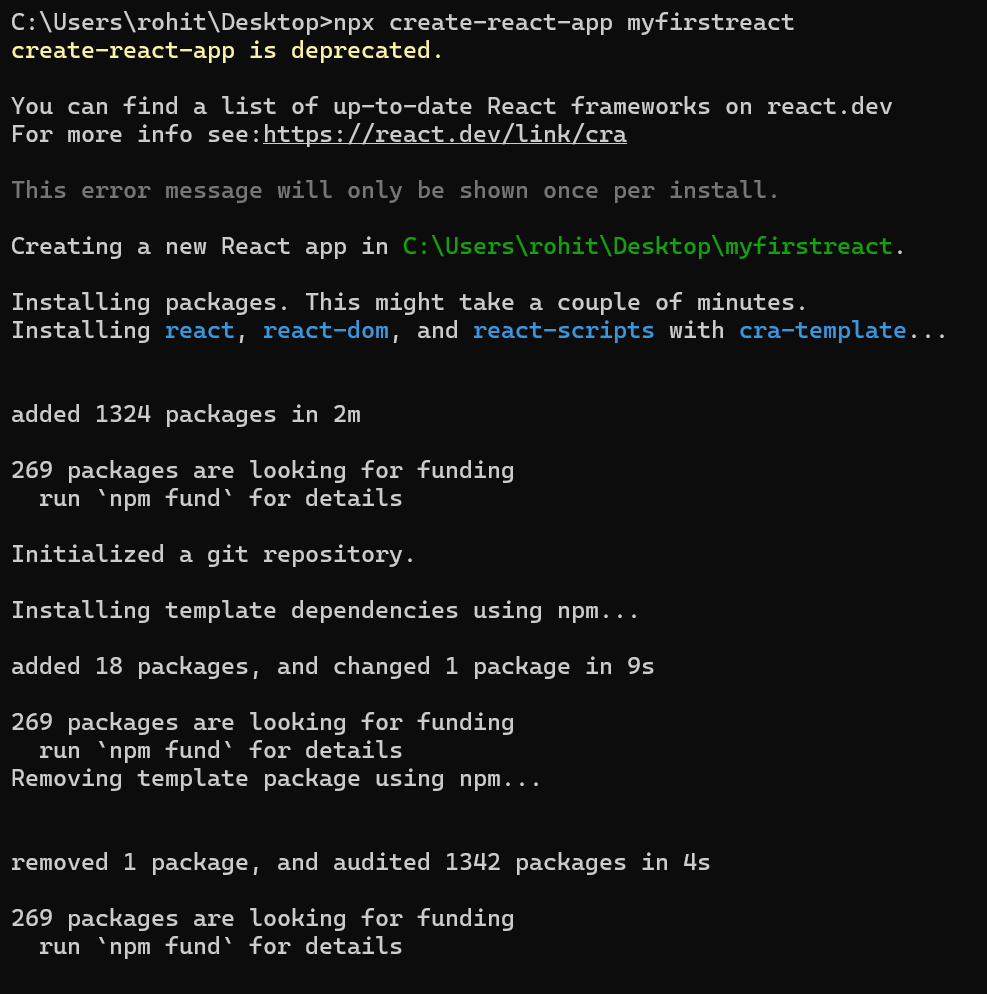 C:\Users\rohit\Desktop>npx create-react-app myfirstreact
create-react-app is deprecated.
You can find a list of up-to-date React frameworks on react.dev
For more info see:https://react.dev/link/cra
This error message will only be shown once per install.
Creating a new React app in C:\Users\rohit\Desktop\myfirstreact.
Installing packages. This might take a couple of minutes.
Installing react, react-dom, and react-scripts with cra-template...
added 1324 packages in 2m
269 packages are looking for funding
  run `npm fund` for details
Initialized a git repository.
Installing template dependencies using npm...
added 18 packages, and changed 1 package in 9s
269 packages are looking for funding
  run `npm fund` for details
Removing template package using npm...
removed 1 package, and audited 1342 packages in 4s
269 packages are looking for funding
  run `npm fund` for details